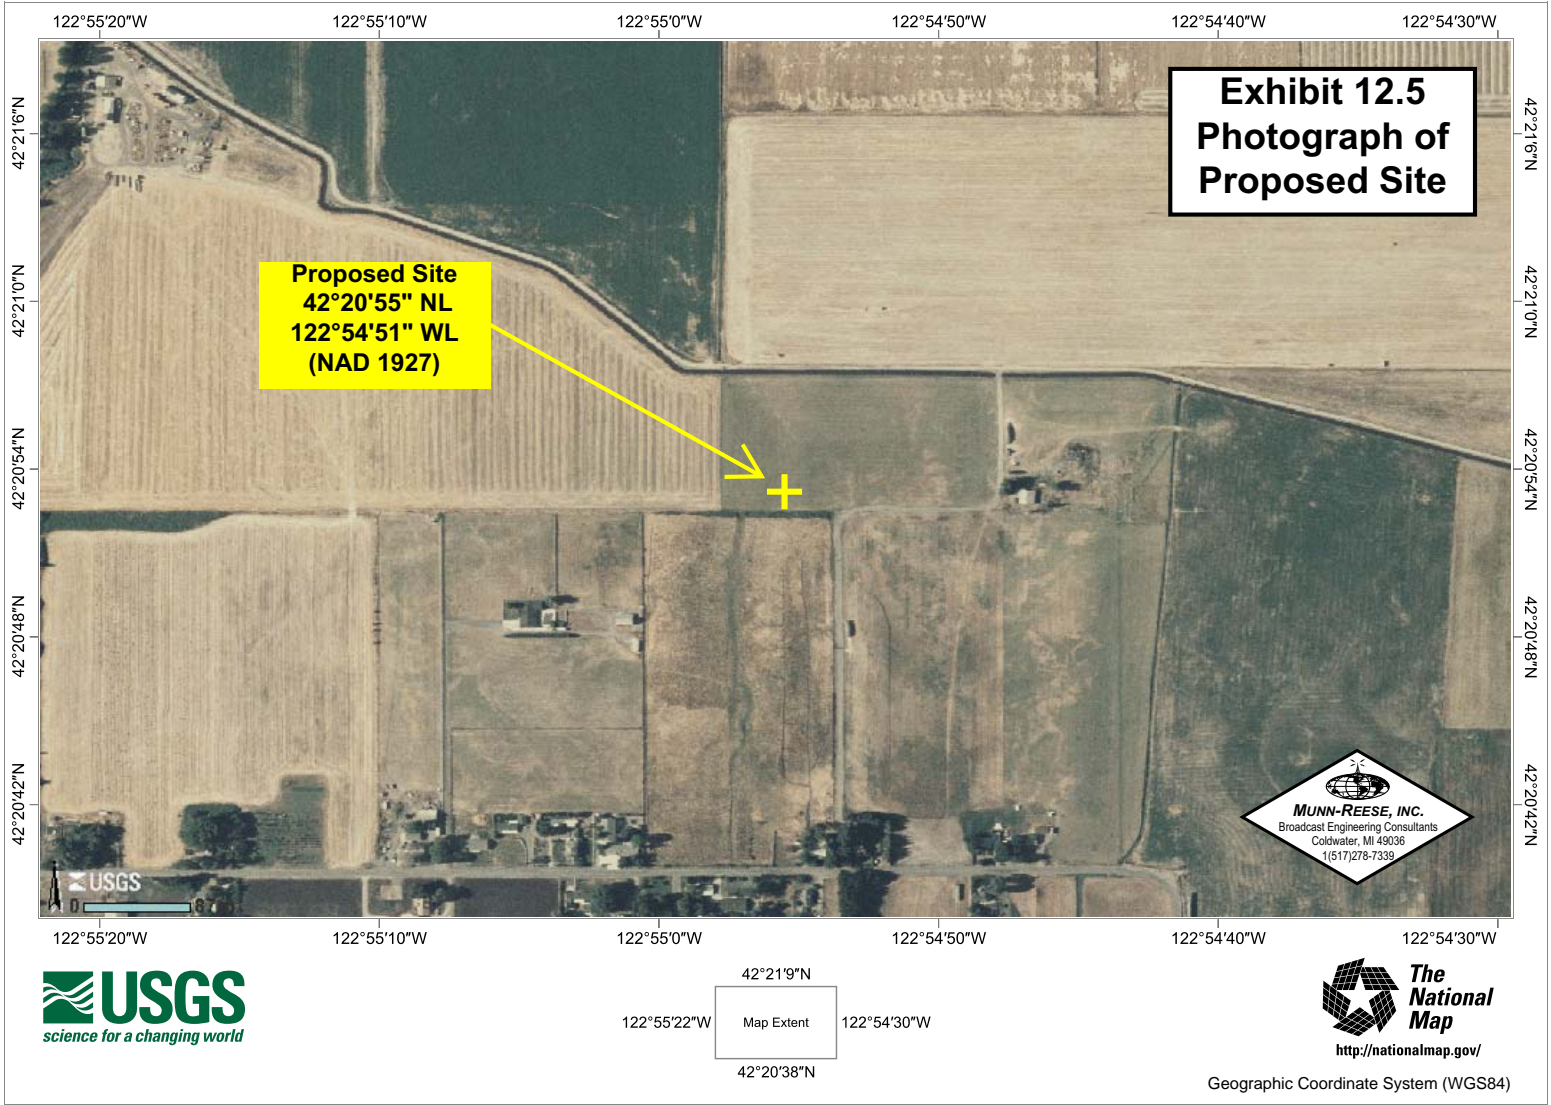 122°55'20"W 122°55'10"W 122°55'0"W 122°54'50"W 122°54'40"W 122°54'30"W
Exhibit 12.5
Photograph of
Proposed Site
42°21'6"N
42°21'6"N
Proposed Site
42°20'55" NL
122°54'51" WL
(NAD 1927)
42°21'0"N
42°21'0"N
42°20'54"N
42°20'54"N
42°20'48"N
42°20'48"N
42°20'42"N
42°20'42"N
MUNN-REESE, INC.
Broadcast Engineering Consultants
Coldwater, MI 49036
1(517)278-7339
USGS
0
122°55'20"W 122°55'10"W 122°55'0"W 122°54'50"W 122°54'40"W 122°54'30"W
USGS
science for a changing world
42°21'9"N
122°55'22"W Map Extent 122°54'30"W
42°20'38"N
The
National
Map
http://nationalmap.gov/
Geographic Coordinate System (WGS84)